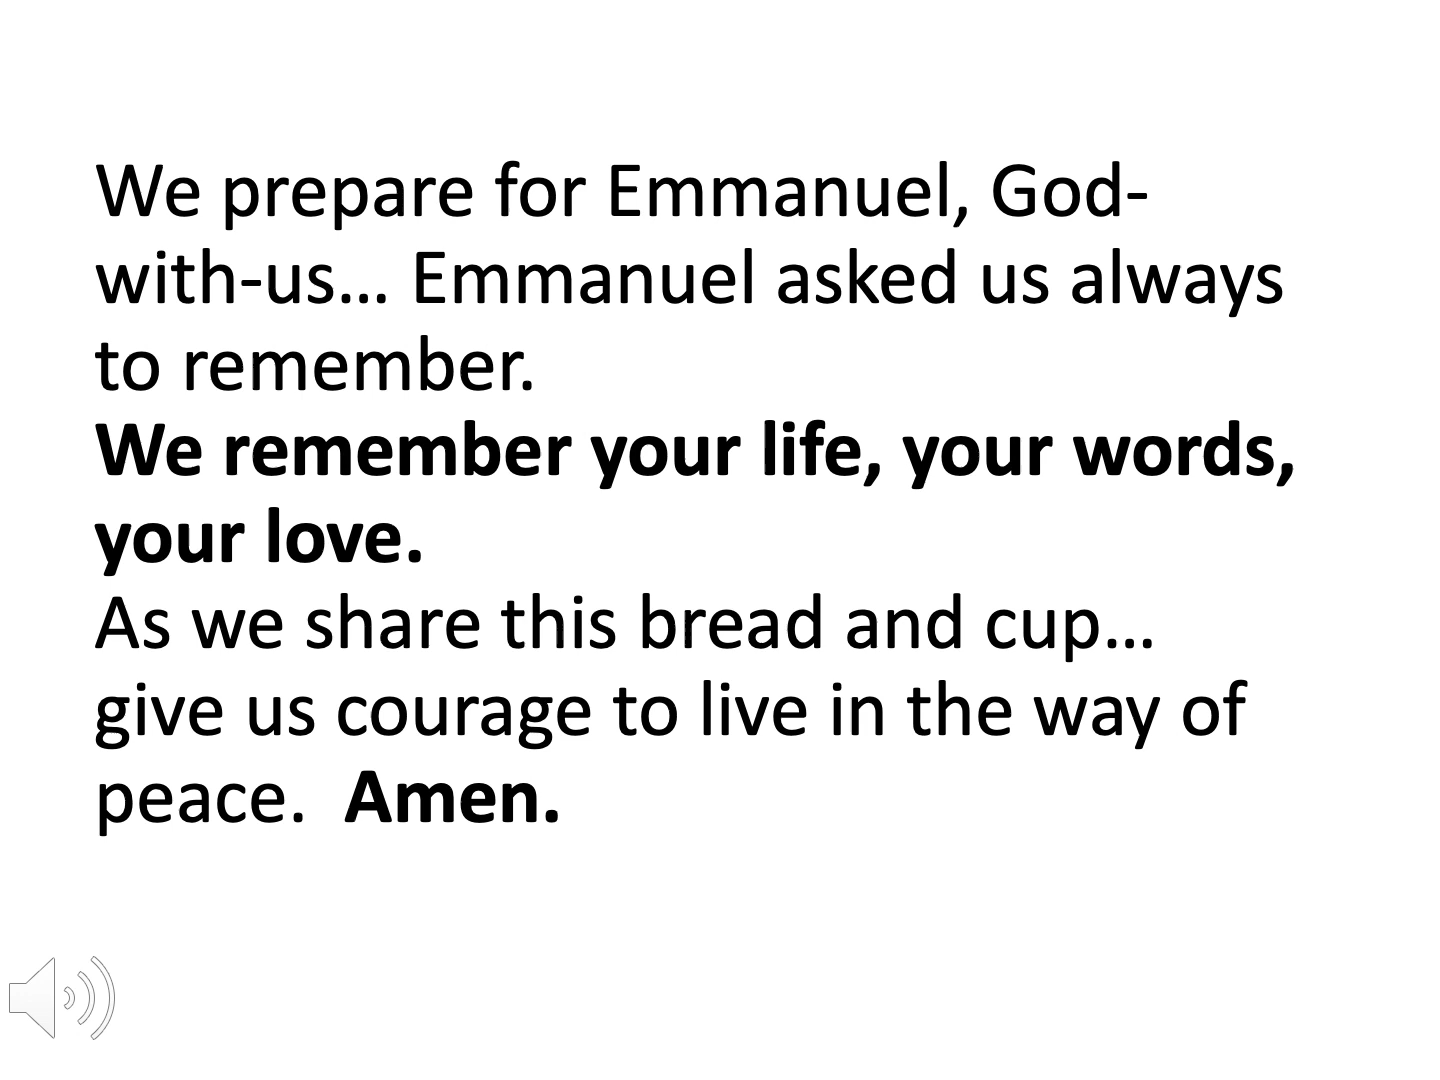 We prepare for Emmanuel, God-
with-us… Emmanuel asked us always
to remember.
We remember your life, your words,
your love.
As we share this bread and cup…
give us courage to live in the way of
peace.  Amen.